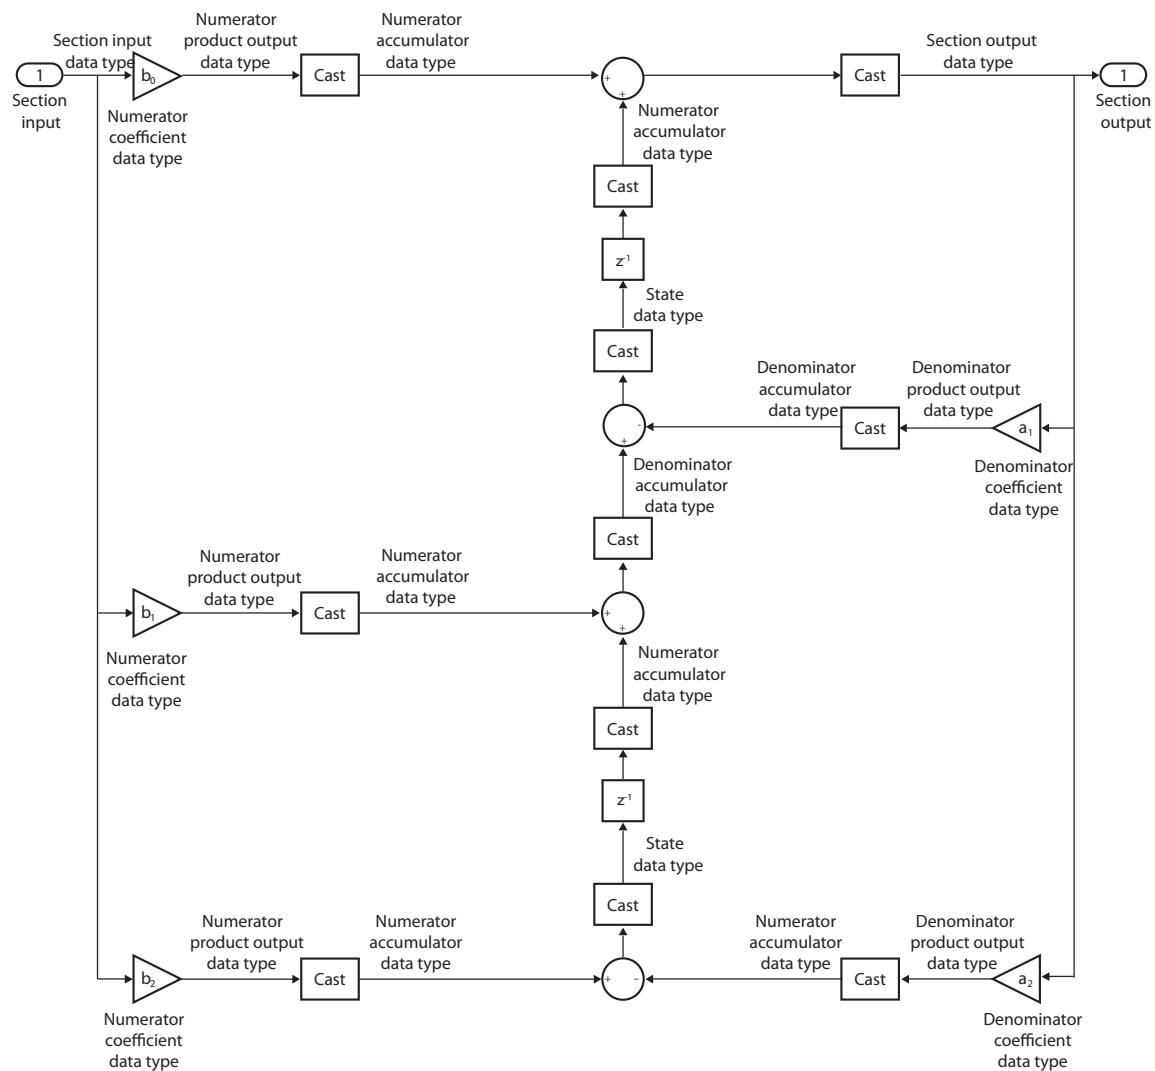 Section input
data type
Numerator
product output
data type
Numerator
accumulator
data type
Section output
data type
1
b0
Cast
+
+
Cast
1
Section
input
Numerator
coefficient
data type
Numerator
accumulator
data type
Section
output
Cast
z-1
State
data type
Cast
Denominator
accumulator
data type
Denominator
product output
data type
-
+
Cast
a1
Denominator
accumulator
data type
Denominator
coefficient
data type
Cast
Numerator
product output
data type
Numerator
accumulator
data type
b1
Cast
+
+
Numerator
coefficient
data type
Numerator
accumulator
data type
Cast
z-1
State
data type
Cast
Numerator
product output
data type
Numerator
accumulator
data type
Numerator
accumulator
data type
Denominator
product output
data type
b2
Cast
+
-
Cast
a2
Numerator
coefficient
data type
Denominator
coefficient
data type